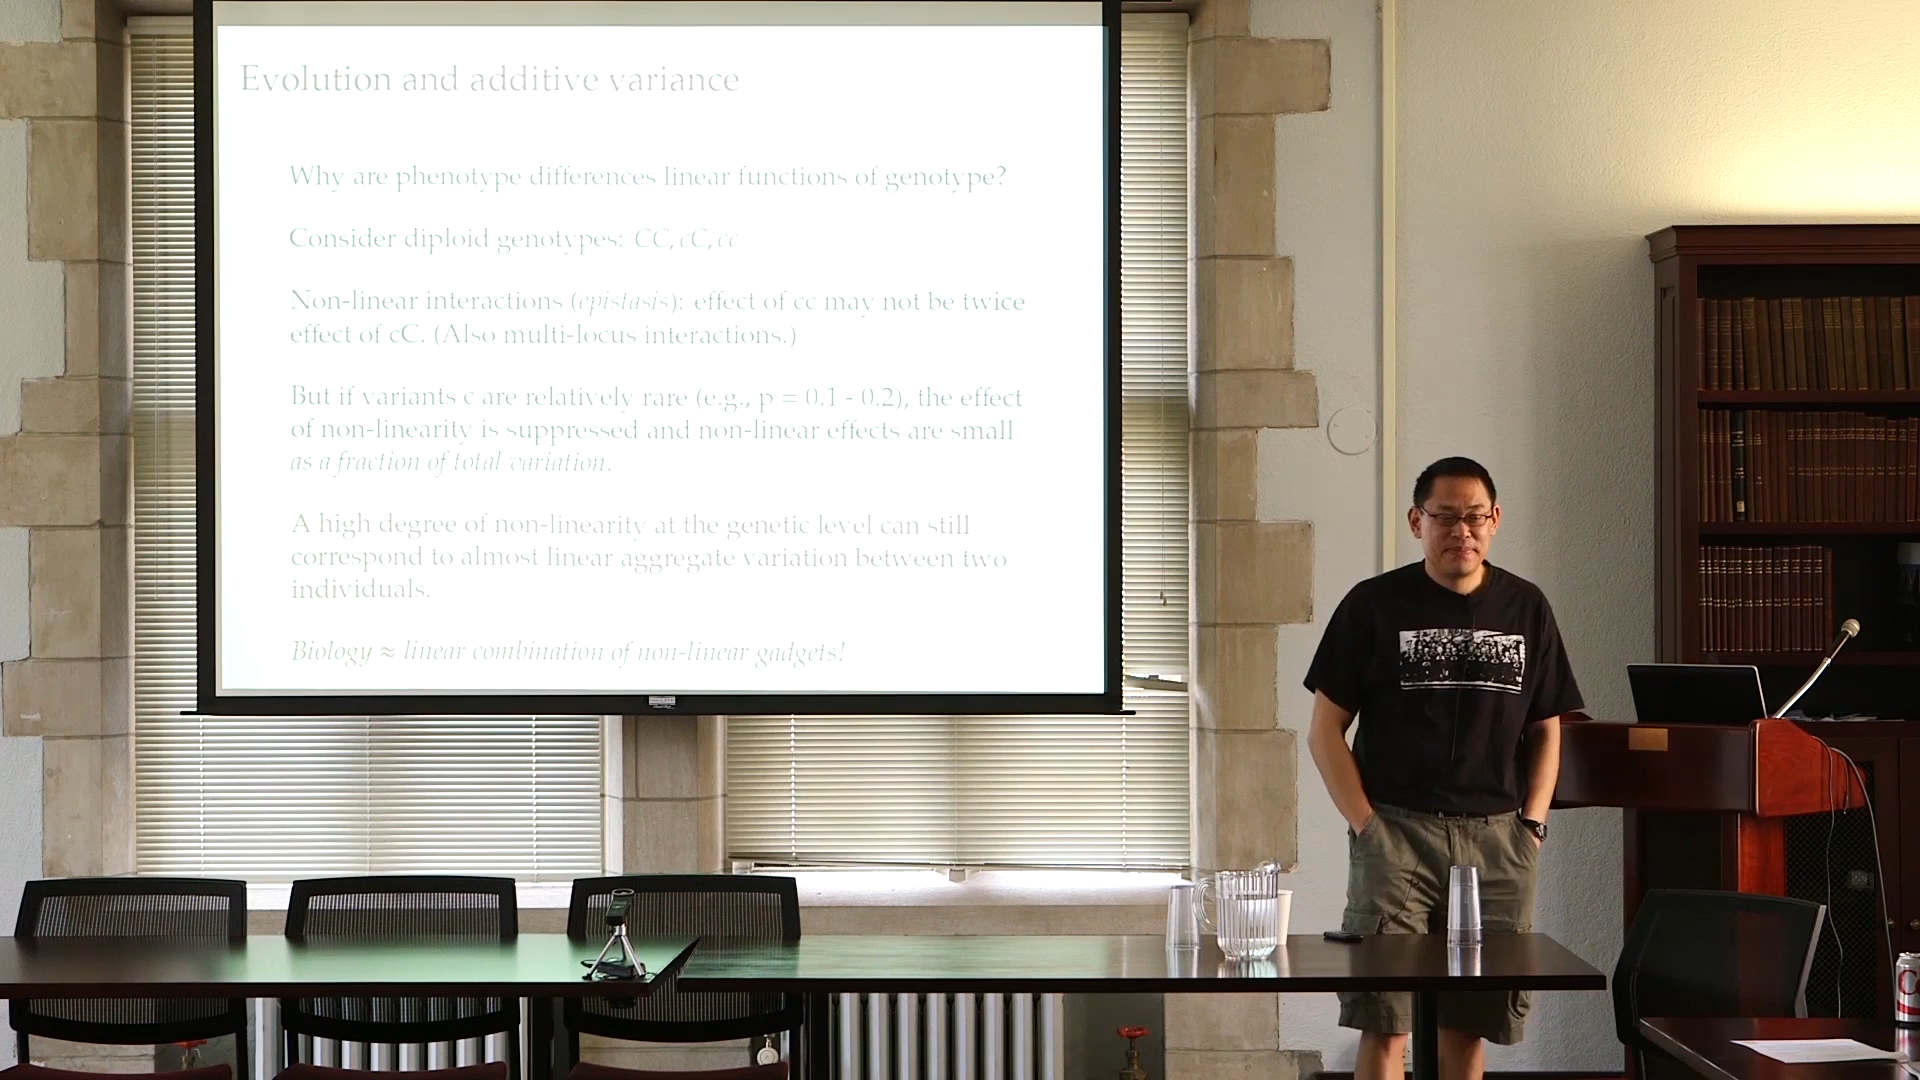 Evolution and additive variance
Why are phenotype differences linear functions of genotype?
Consider diploid genotypes: CC, cC, cc
Non-linear interactions (epistasis): effect of cc may not be twice
effect of cC. (Also multi-locus interactions.)
But if variants c are relatively rare (e.g., p = 0.1 - 0.2), the effect
of non-linearity is suppressed and non-linear effects are small
as a fraction of total variation.
A high degree of non-linearity at the genetic level can still
correspond to almost linear aggregate variation between two
individuals.
Biology ≈ linear combination of non-linear gadgets!